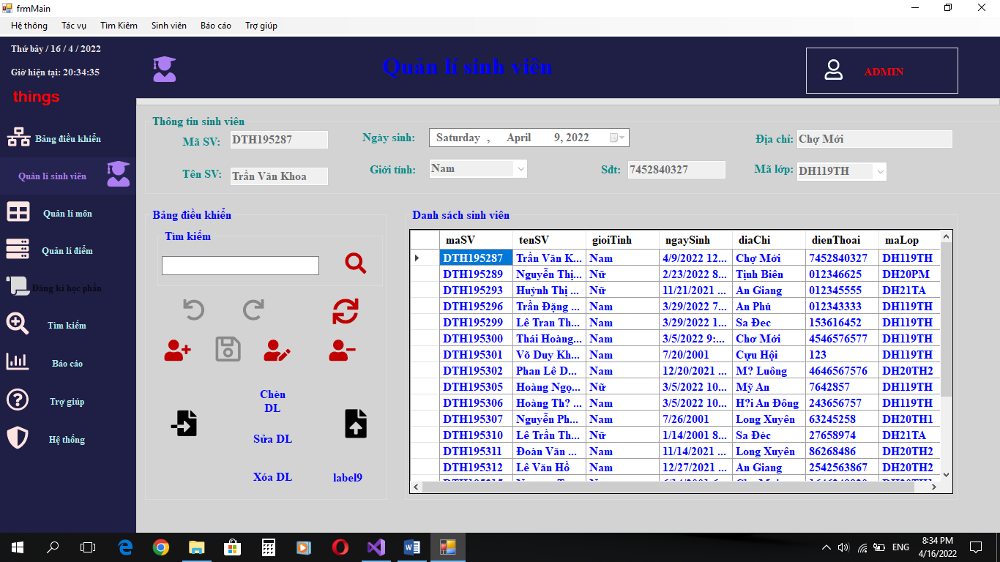 frmMain
Hệ thông Tác vụ Tìm Kiêm Sinh viên Báo cáo Trợ giúp
Thứ bảy / 16 / 4 / 2022
Giờ hiện tại: 20:34:35
things
Bảng điều khiển
Quản lí sinh viên
Quản lí môn
Quản lí điểm
Đăng kí học phần
Tìm kiếm
Báo cáo
Trợ giúp
Hệ thống
Quản lí sinh viên
ADMIN
Thông tin sinh viên
Mã SV: DTH195287 Ngày sinh: Saturday , April 9, 2022 Địa chỉ: Chợ Mới
Tên SV: Trần Văn Khoa Giới tính: Nam Sđt: 7452840327 Mã lớp: DH119TH
Bảng điều khiển
Tìm kiếm
Chèn
DL
Sửa DL
Xóa DL label9
Danh sách sinh viên
maSV tenSV gioiTinh ngaySinh diaChi dienThoai maLop
DTH195287 Trần Văn K... Nam 4/9/2022 12... Chợ Mới 7452840327 DH119TH
DTH195289 Nguyễn Thị... Nữ 2/23/2022 8... Tịnh Biên 012346625 DH20PM
DTH195293 Huỳnh Thị ... Nữ 11/21/2021 ... An Giang 012345555 DH21TA
DTH195296 Trần Đặng ... Nam 3/29/2022 7... An Phú 012343333 DH119TH
DTH195299 Lê Tran Th... Nam 3/29/2022 1... Sa Đec 153616452 DH119TH
DTH195300 Thái Hoàng... Nam 3/5/2022 9:... Chơ Mới 4546576577 DH119TH
DTH195301 Võ Duy Kh... Nam 7/20/2001 Cựu Hội 123 DH119TH
DTH195302 Phan Lê D... Nam 12/20/2021 ... M? Luông 4646567576 DH20TH2
DTH195305 Hoàng Ngọ... Nữ 3/5/2022 10... Mỹ An 7642857 DH119TH
DTH195306 Hoàng Th? ... Nam 3/5/2022 10... H?i An Đông 243656757 DH119TH
DTH195307 Nguyễn Ph... Nam 7/26/2001 Long Xuyên 63245258 DH20TH1
DTH195310 Lê Trần Th... Nữ 1/14/2001 8... Sa Đéc 27658974 DH21TA
DTH195311 Đoàn Văn ... Nam 11/14/2021 ... Long Xuyên 86268486 DH20TH2
DTH195312 Lê Văn Hồ Nam 12/27/2021 ... An Giang 2542563867 DH20TH2
ENG
8:34 PM
4/16/2022